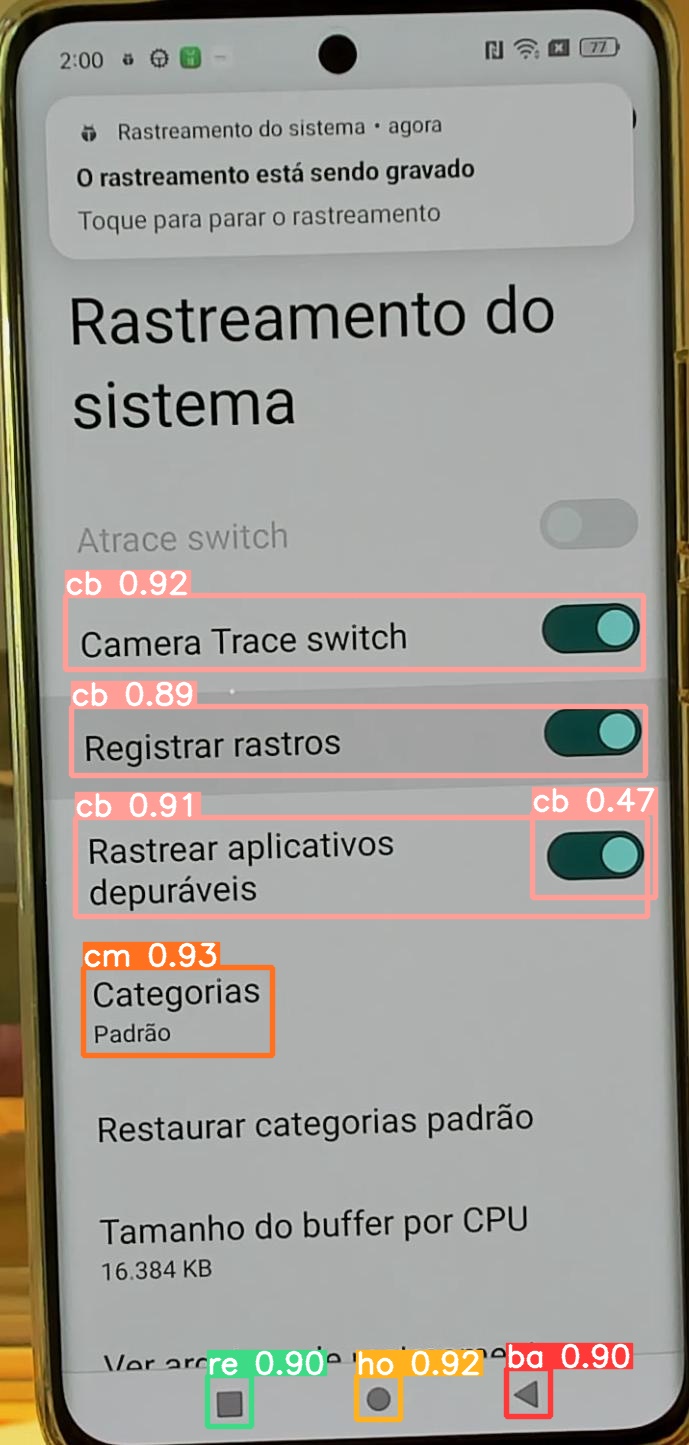 2:00
77
Rastreamento do sistema • agora
O rastreamento está sendo gravado
Toque para parar o rastreamento
Rastreamento do
sistema
Atrace switch
cb 0.92
Camera Trace switch
cb 0.89
Registrar rastros
cb 0.91
cb 0.47
Rastrear aplicativos
depuráveis
cm 0.93
Categorias
Padrão
Restaurar categorias padrão
Tamanho do buffer por CPU
16.384 KB
Ver
re 0.90
ho 0.92
ba 0.90